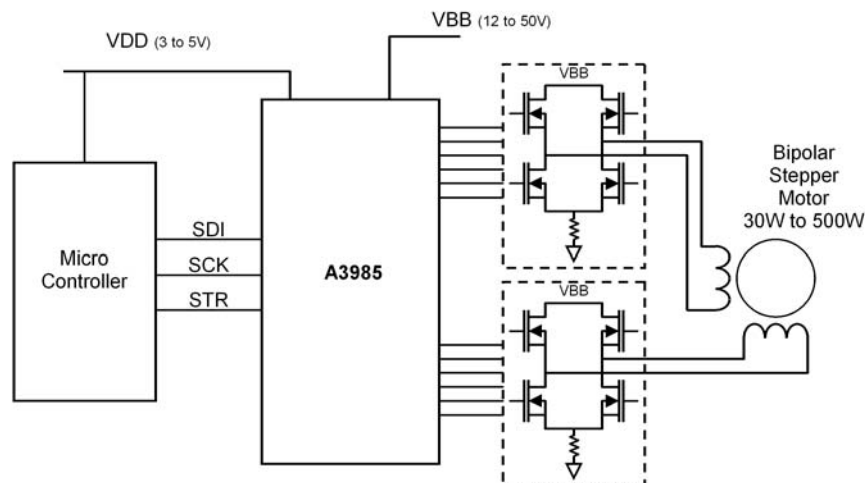 VDD (3 to 5V)
VBB (12 to 50V)
VBB
Bipolar
Stepper
Motor
30W to 500W
Micro
Controller
SDI
SCK
STR
A3985
VBB